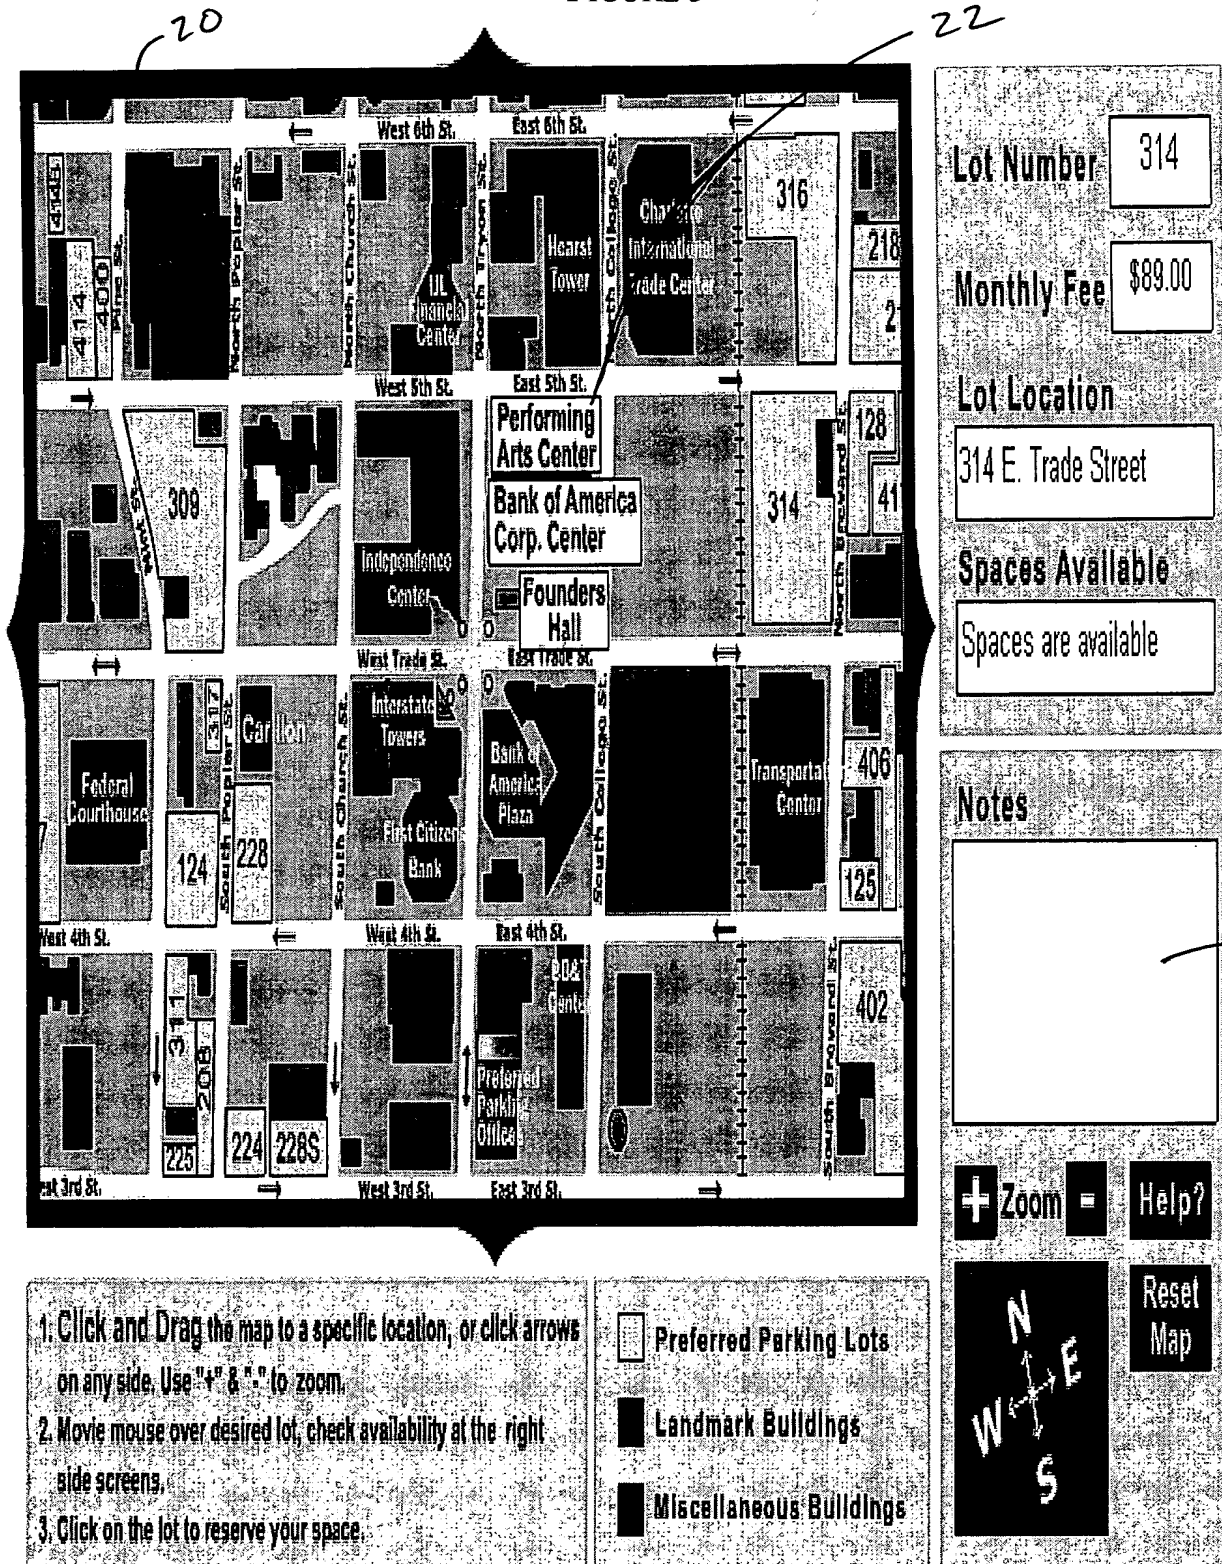 20
22
West 6th St.
East 6th St.
414B
414
400
Pine St.
North Poplar St.
North Church St.
North Tryon St.
Hearst
Tower
International
Trade Center
316
218
Financial
Center
West 5th St.
East 5th St.
309
Performing
Arts Center
Bank of America
Corp. Center
Founders
Hall
Independence
Center
314
128
West Trade St.
East Trade St.
317
South Poplar St.
Carillon
South Church St.
Interstate
Towers
Bank of
America
Plaza
South College St.
Center
406
Federal
Courthouse
124
228
First Citizen
Bank
125
West 4th St.
West 4th St.
East 4th St.
311
208
225
224
228S
Preferred
Parking
Offices
402
West 3rd St.
East 3rd St.
Lot Number
314
Monthly Fee
$89.00
Lot Location
314 E. Trade Street
Spaces Available
Spaces are available
Notes
+ Zoom -
Help?
Reset
Map
N
E
W
S
1. Click and Drag the map to a specific location, or click arrows
on any side. Use "+" & "-" to zoom.
2. Movie mouse over desired lot, check availability at the right
side screens.
3. Click on the lot to reserve your space.
Preferred Parking Lots
Landmark Buildings
Miscellaneous Buildings